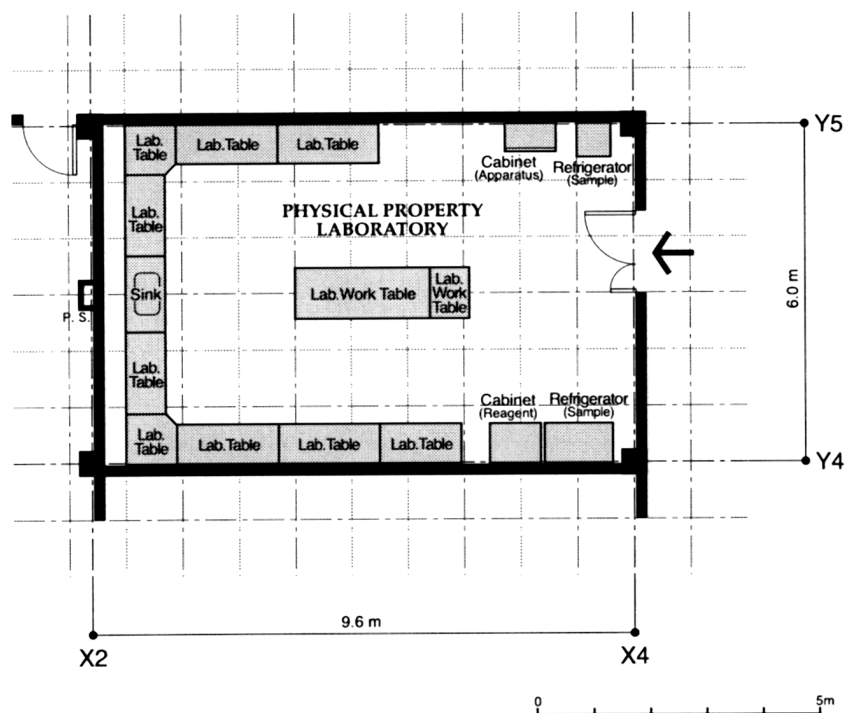 Y5
Lab.
Table
Lab.Table
Lab.Table
Cabinet
(Apparatus)
Refrigerator
(Sample)
Lab.
Table
PHYSICAL PROPERTY
LABORATORY
Sink
Lab.Work Table
Lab.
Work
Table
6.0 m
P. S.
Lab.
Table
Cabinet
(Reagent)
Refrigerator
(Sample)
Lab.
Table
Lab.Table
Lab.Table
Lab.Table
Y4
9.6 m
X2
X4
0
5m